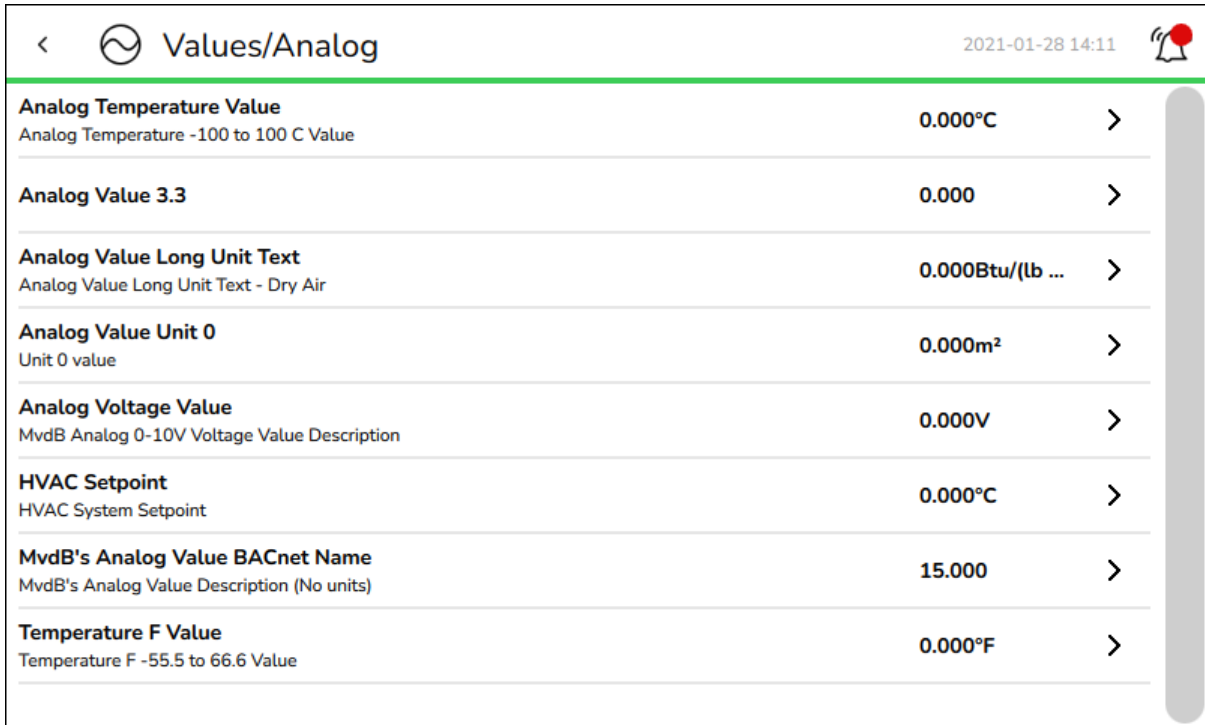 Values/Analog 2021-01-28 14:11
Analog Temperature Value
Analog Temperature -100 to 100 C Value
0.000°C
Analog Value 3.3
0.000
Analog Value Long Unit Text
Analog Value Long Unit Text - Dry Air
0.000Btu/(lb ...
Analog Value Unit 0
Unit 0 value
0.000m²
Analog Voltage Value
MvdB Analog 0-10V Voltage Value Description
0.000V
HVAC Setpoint
HVAC System Setpoint
0.000°C
MvdB's Analog Value BACnet Name
MvdB's Analog Value Description (No units)
15.000
Temperature F Value
Temperature F -55.5 to 66.6 Value
0.000°F